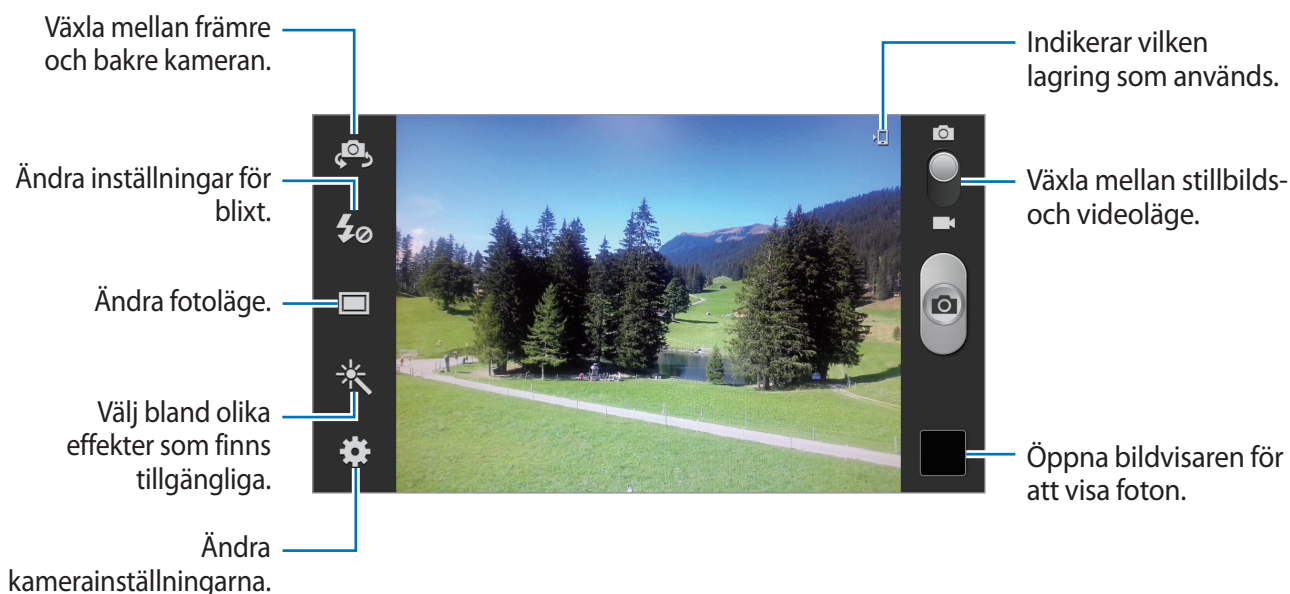 Växla mellan främre
och bakre kameran.
Ändra inställningar för
blixt.
Ändra fotoläge.
Välj bland olika
effekter som finns
tillgängliga.
Ändra
kamerainställningarna.
Indikerar vilken
lagring som används.
Växla mellan stillbilds-
och videoläge.
Öppna bildvisaren för
att visa foton.